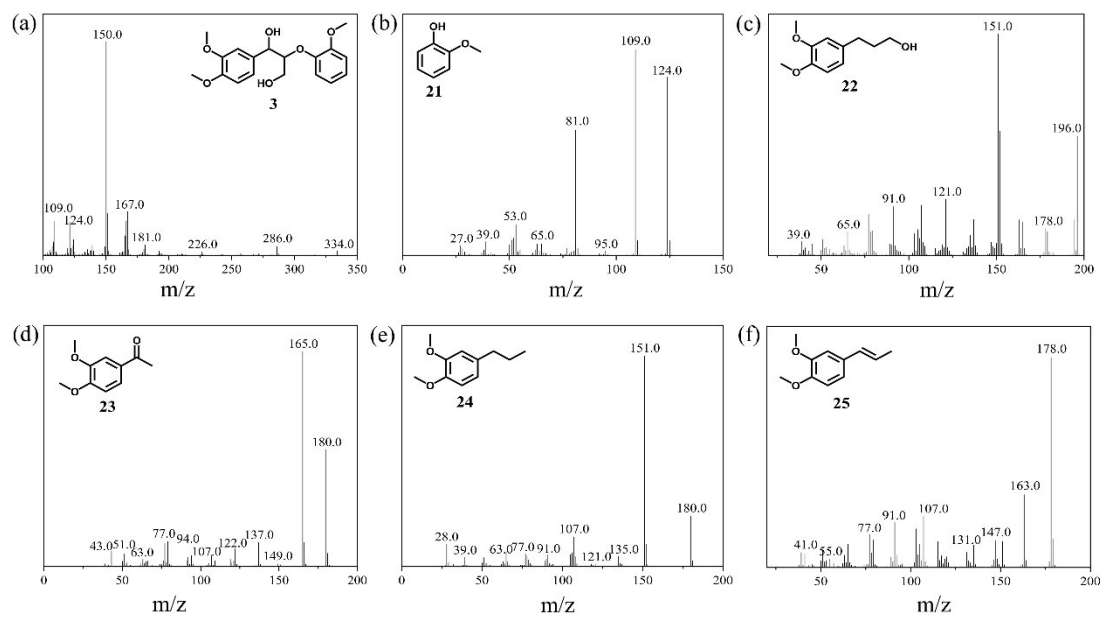 (a)
150.0
OH
O
O
O
O
HO
3
109.0
124.0
167.0
181.0
226.0
286.0
334.0
100 150 200 250 300 350
m/z
(b)
OH
O
21
109.0
124.0
81.0
53.0
27.0
39.0
65.0
95.0
0 50 100 150
m/z
(c)
151.0
O
O
OH
22
196.0
121.0
91.0
65.0
39.0
178.0
50 100 150 200
m/z
(d)
O
O
O
23
165.0
180.0
137.0
122.0
94.0
77.0
43.0
51.0
63.0
107.0
149.0
0 50 100 150 200
m/z
(e)
O
O
24
151.0
180.0
107.0
28.0
39.0
63.0
77.0
91.0
121.0
135.0
0 50 100 150 200
m/z
(f)
O
O
25
178.0
163.0
107.0
91.0
77.0
147.0
131.0
41.0
55.0
50 100 150 200
m/z